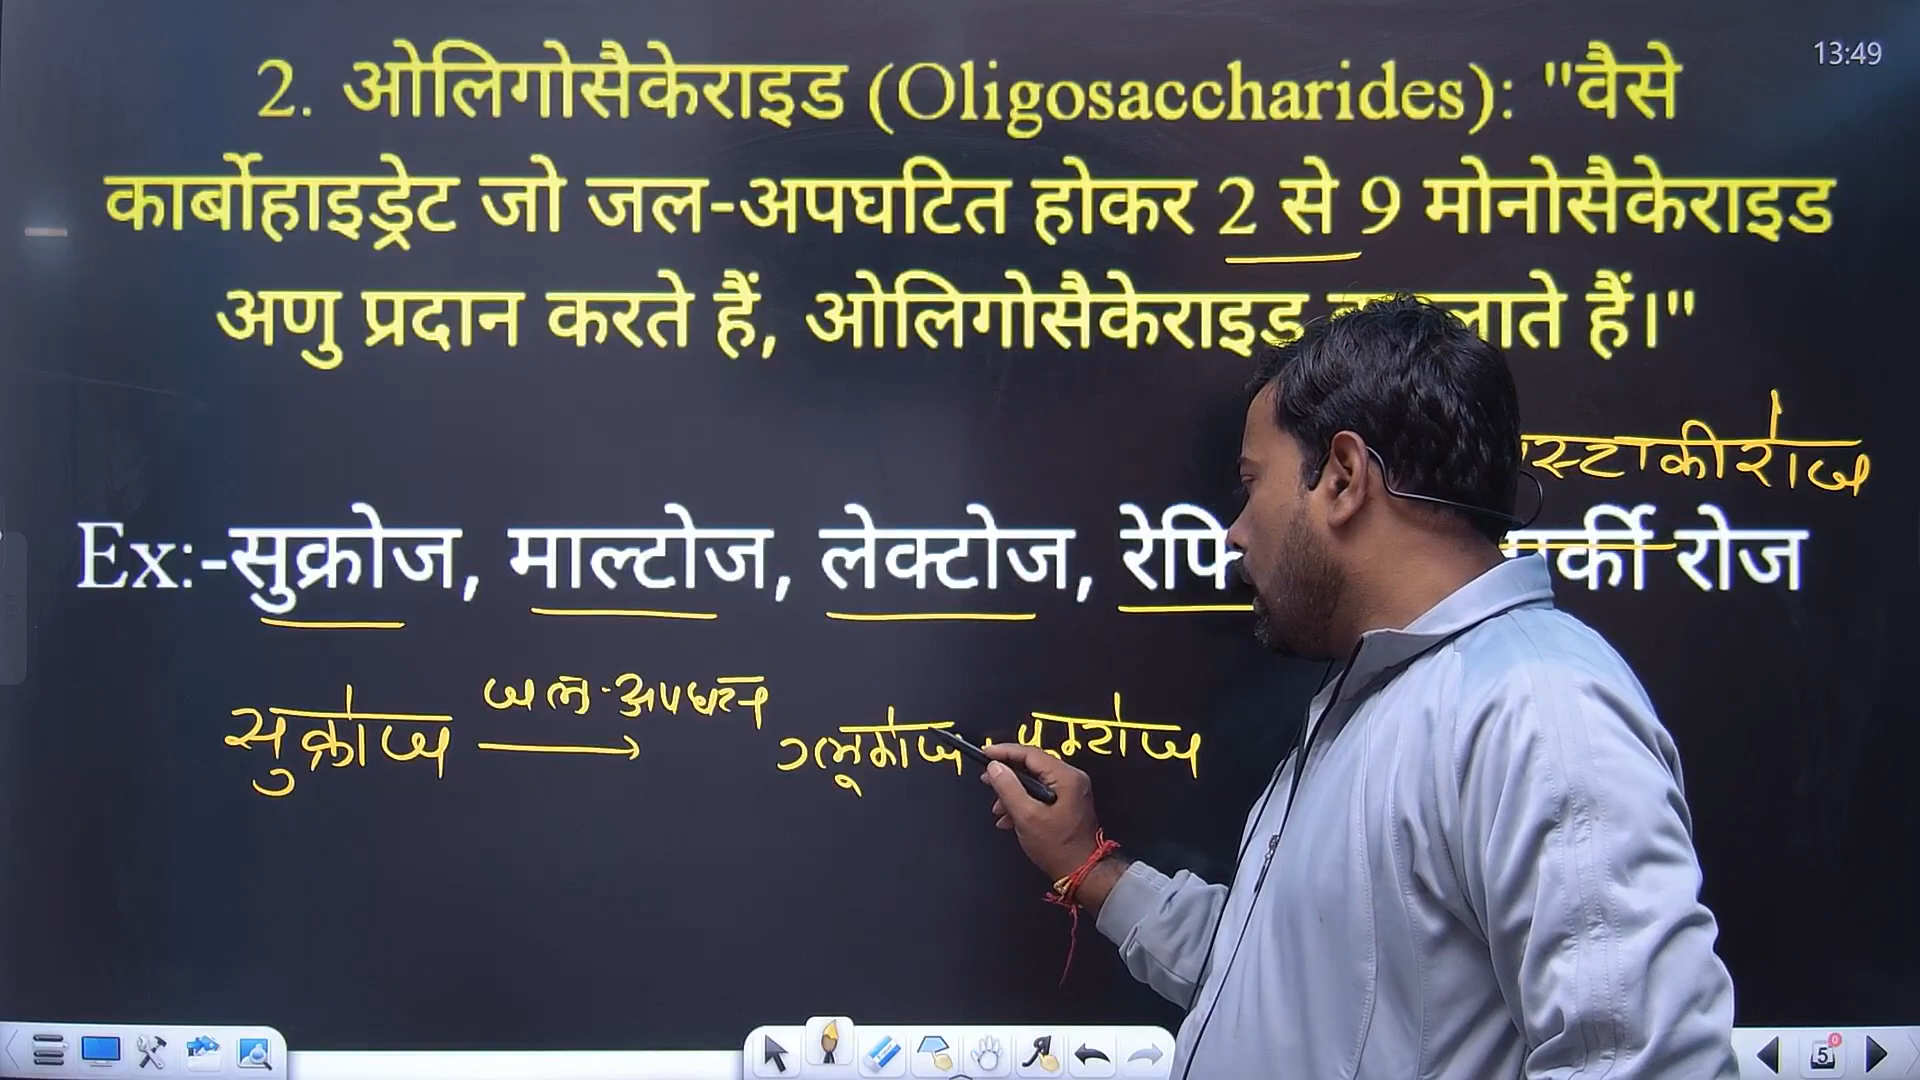 13:49
2. ओलिगोसैकेराइड (Oligosaccharides): "वैसे
कार्बोहाइड्रेट जो जल-अपघटित होकर 2 से 9 मोनोसैकेराइड
अणु प्रदान करते हैं, ओलिगोसैकेराइड लाते हैं।"
स्टाकीरोज
Ex:-सुक्रोज, माल्टोज, लेक्टोज, रेफि र्की रोज
सुक्रोज जल-अपघटन ग्लूकोज फ्रूक्टोज
5